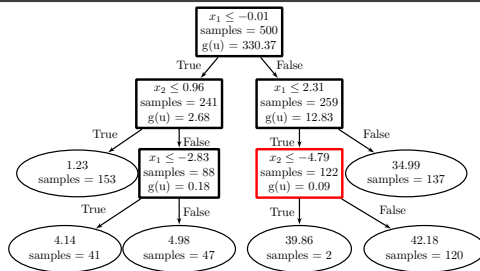 x₁ ≤ −0.01
samples = 500
g(u) = 330.37
True
False
x₂ ≤ 0.96
samples = 241
g(u) = 2.68
x₁ ≤ 2.31
samples = 259
g(u) = 12.83
True
False
True
False
1.23
samples = 153
x₁ ≤ −2.83
samples = 88
g(u) = 0.18
x₂ ≤ −4.79
samples = 122
g(u) = 0.09
34.99
samples = 137
True
False
True
False
4.14
samples = 41
4.98
samples = 47
39.86
samples = 2
42.18
samples = 120